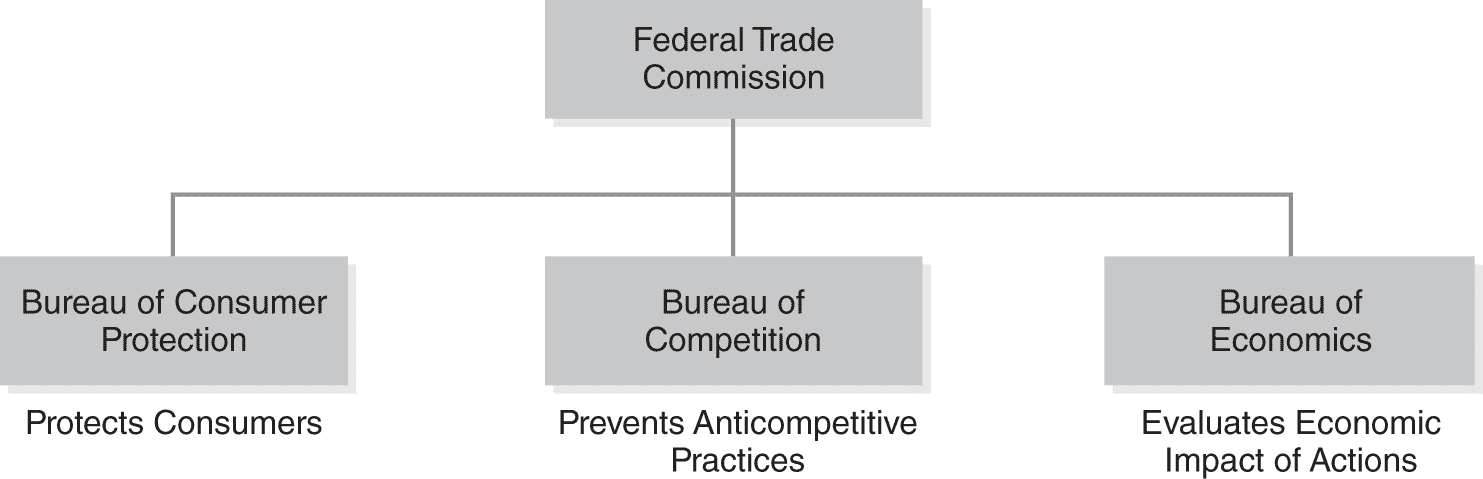 Federal Trade
Commission
Bureau of Consumer
Protection
Protects Consumers
Bureau of
Competition
Prevents Anticompetitive
Practices
Bureau of
Economics
Evaluates Economic
Impact of Actions